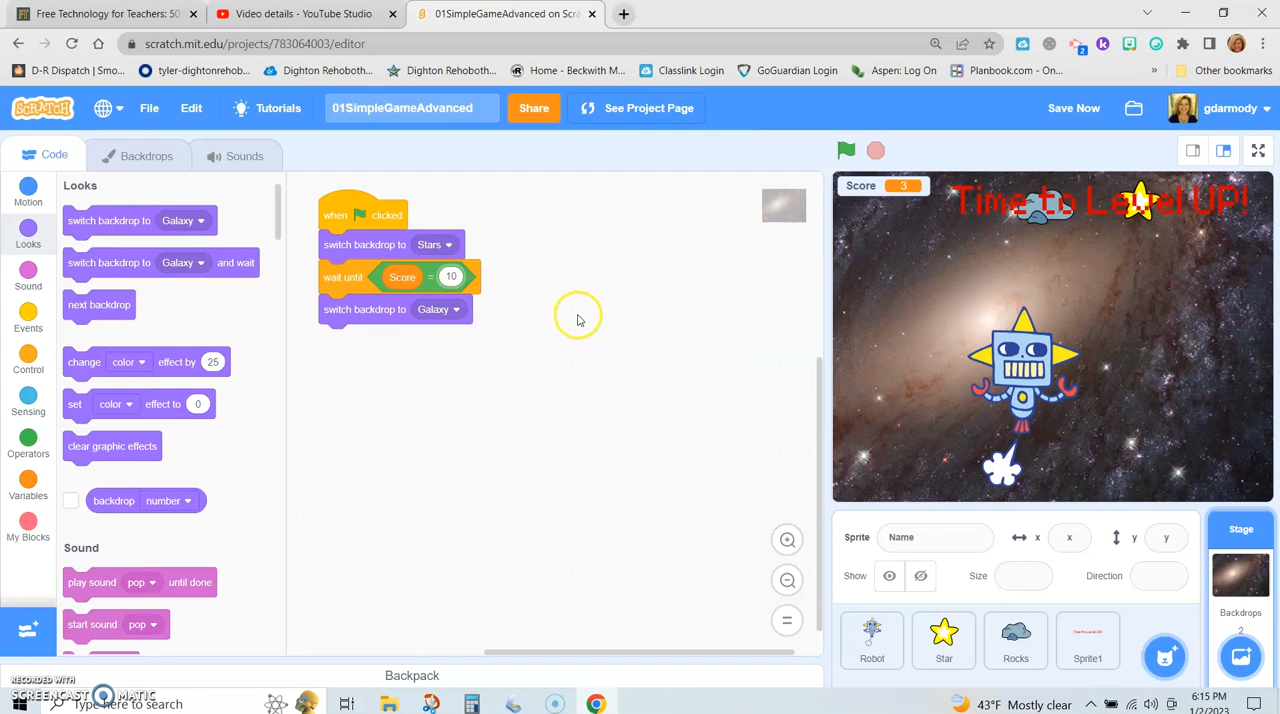 Free Technology for Teachers: 50
Video details - YouTube Studio
01SimpleGameAdvanced on Scra
scratch.mit.edu/projects/783064003/editor
2
D-R Dispatch | Smo...
tyler-dightonrehob...
Dighton Rehoboth...
Dighton Rehobot...
Home - Beckwith M...
Classlink Login
GoGuardian Login
Aspen: Log On
Planbook.com - On...
Other bookmarks
SCRATCH
File
Edit
Tutorials
01SimpleGameAdvanced
Share
See Project Page
Save Now
gdarmody
Code
Backdrops
Sounds
Motion
Looks
Sound
Events
Control
Sensing
Operators
Variables
My Blocks
Looks
switch backdrop to Galaxy
switch backdrop to Galaxy and wait
next backdrop
change color effect by 25
set color effect to 0
clear graphic effects
backdrop number
Sound
play sound pop until done
start sound pop
when clicked
switch backdrop to Stars
wait until Score = 10
switch backdrop to Galaxy
Score 3
Time to Level UP!
Sprite Name
x x
y y
Show
Size
Direction
Stage
Backdrops
2
Robot
Star
Rocks
Time to Level UP!
Sprite1
Backpack
RECORDED WITH
SCREENCAST MATIC
Type here to search
43°F Mostly clear
6:15 PM
1/2/2023